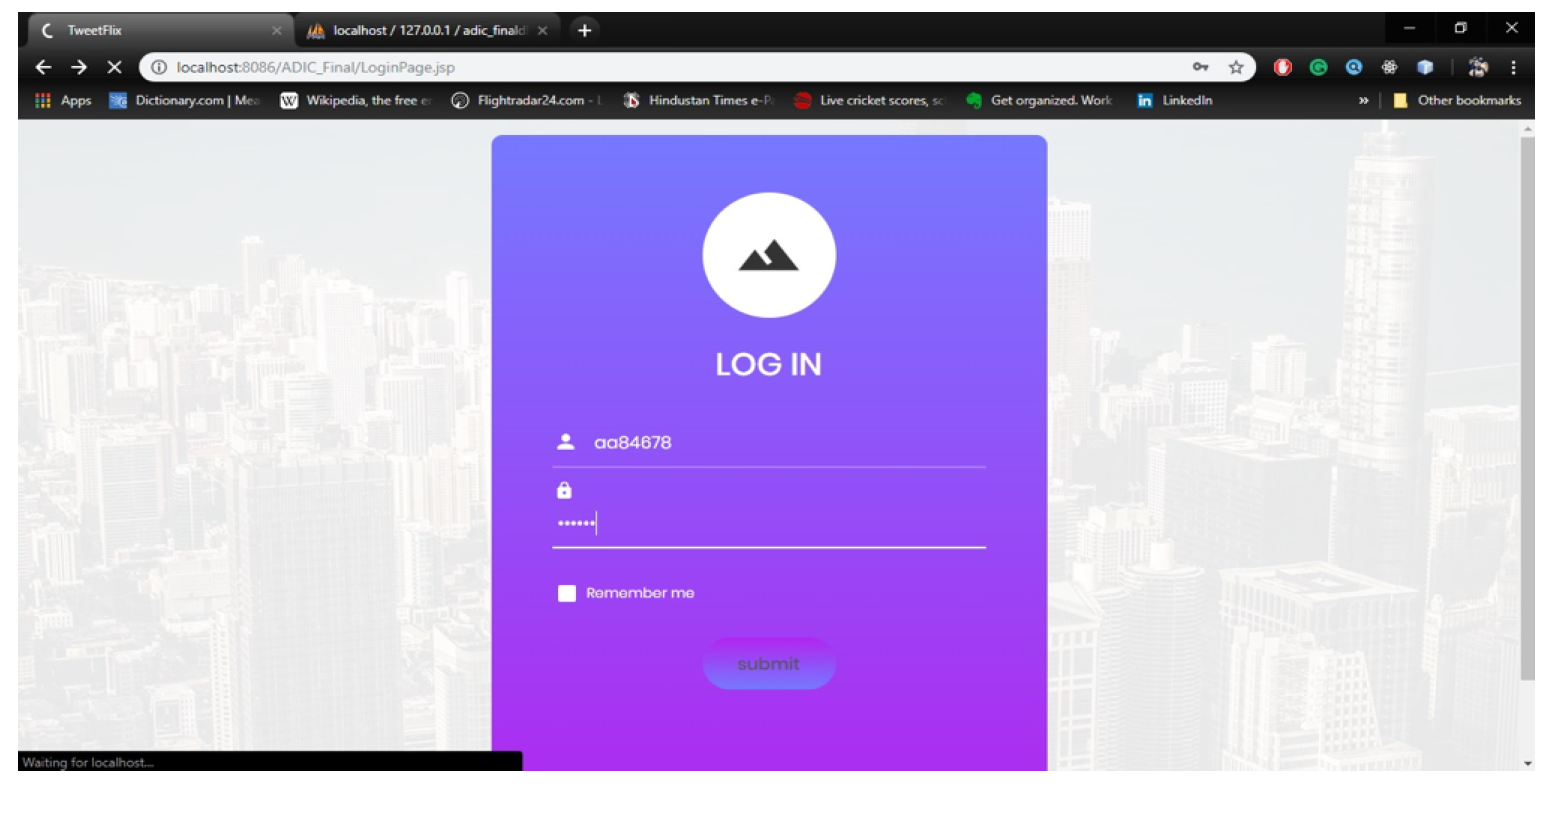 TweetFlix
localhost / 127.0.0.1 / adic_finald
localhost:8086/ADIC_Final/LoginPage.jsp
Apps
Dictionary.com | Mea
Wikipedia, the free e
Flightradar24.com - L
Hindustan Times e-Pa
Live cricket scores, sc
Get organized. Work
LinkedIn
»
Other bookmarks
LOG IN
aa84678
••••••
Remember me
submit
Waiting for localhost...